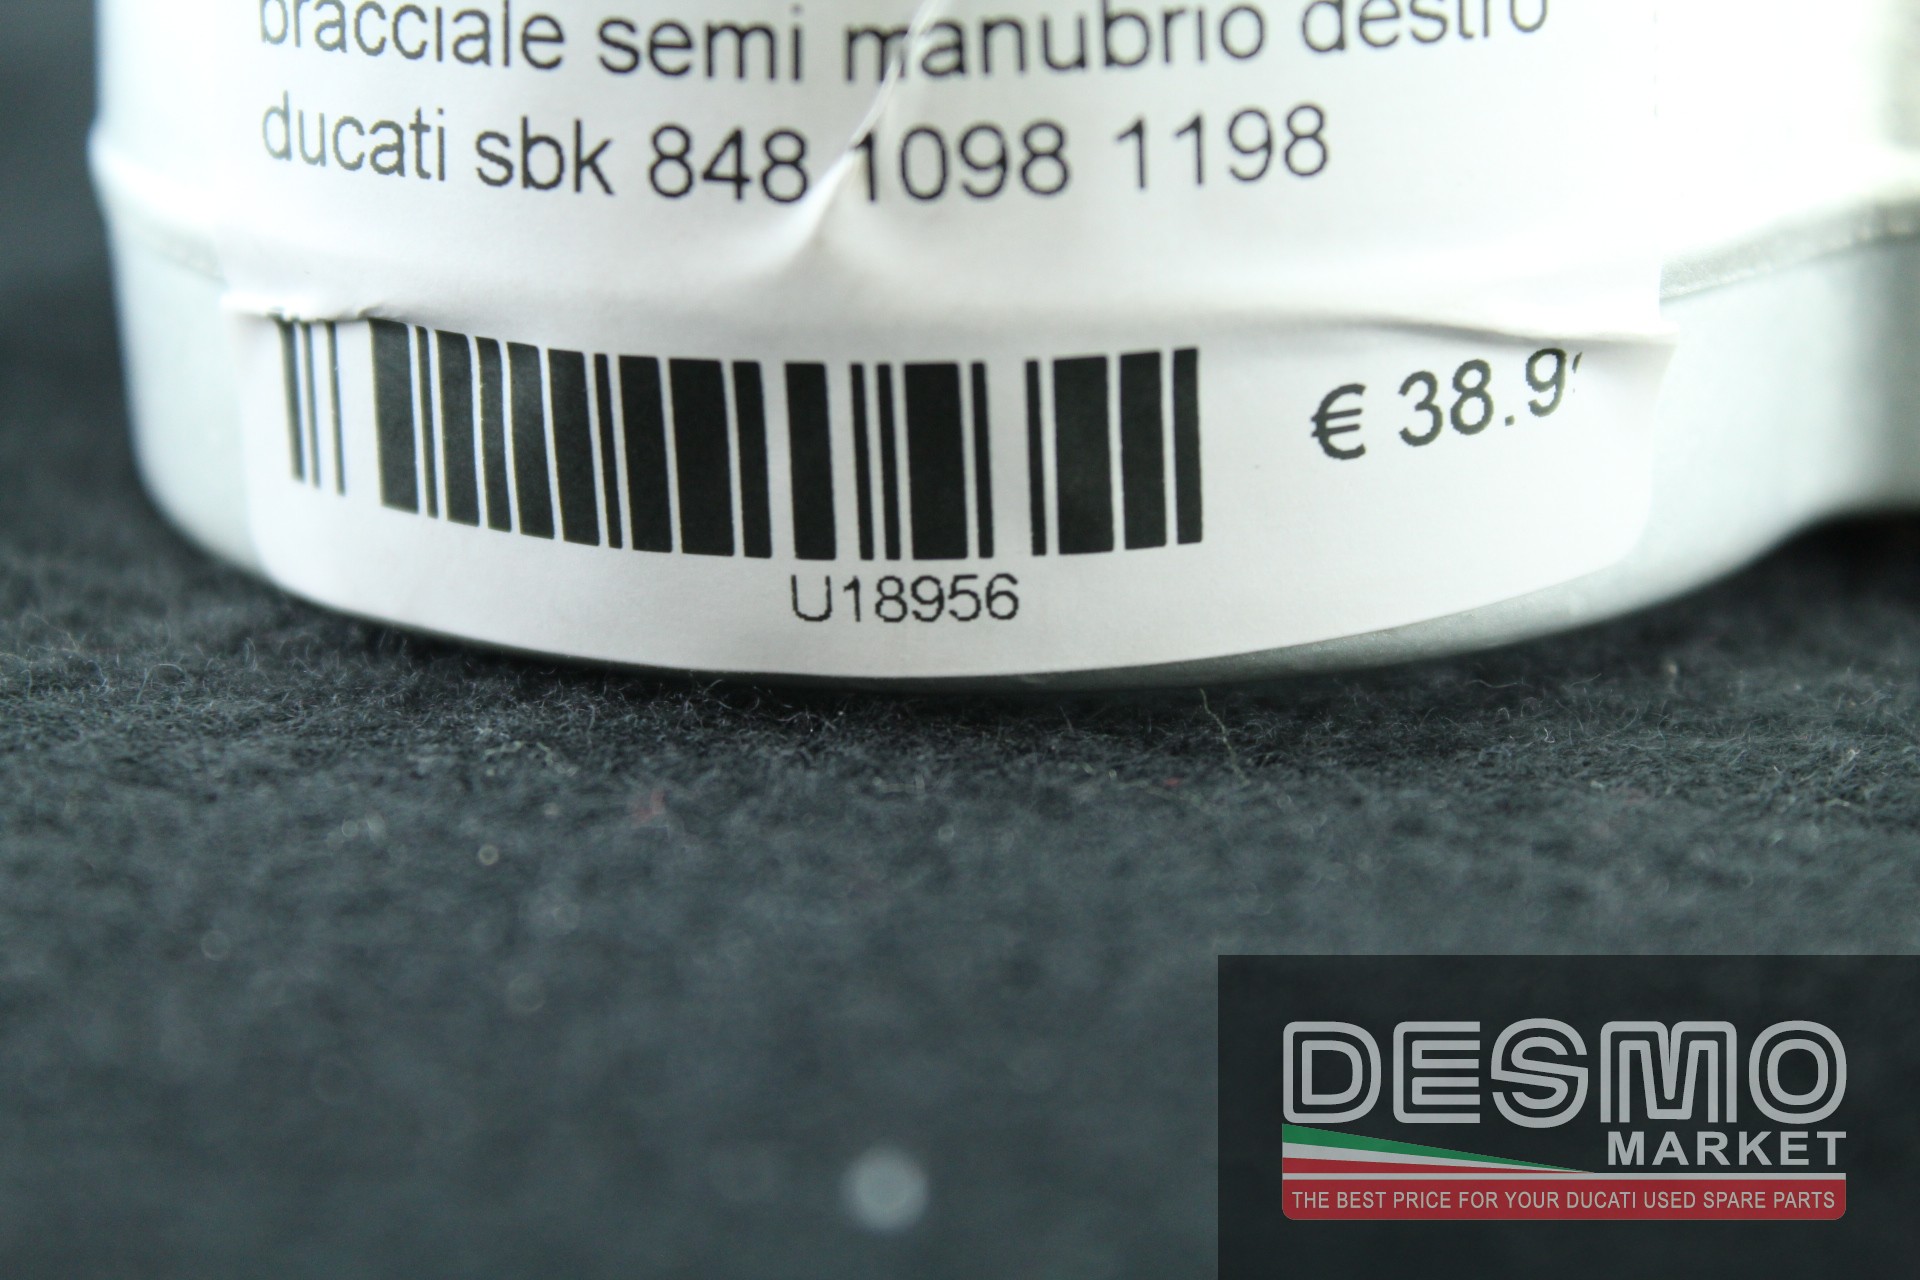 bracciale semi manubrio destro
ducati sbk 848 1098 1198
€ 38.9
U18956
DESMO
MARKET
THE BEST PRICE FOR YOUR DUCATI USED SPARE PARTS